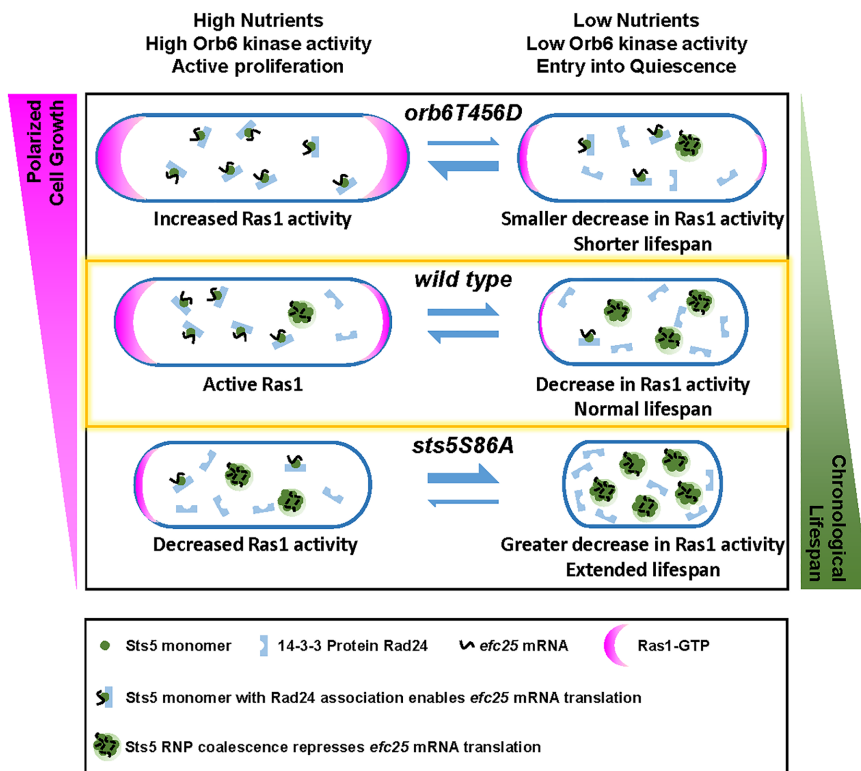 High Nutrients
High Orb6 kinase activity
Active proliferation
Low Nutrients
Low Orb6 kinase activity
Entry into Quiescence
Polarized
Cell Growth
orb6T456D
Increased Ras1 activity
Smaller decrease in Ras1 activity
Shorter lifespan
wild type
Active Ras1
Decrease in Ras1 activity
Normal lifespan
sts5S86A
Decreased Ras1 activity
Greater decrease in Ras1 activity
Extended lifespan
Chronological
Lifespan
Sts5 monomer
14-3-3 Protein Rad24
efc25 mRNA
Ras1-GTP
Sts5 monomer with Rad24 association enables efc25 mRNA translation
Sts5 RNP coalescence represses efc25 mRNA translation